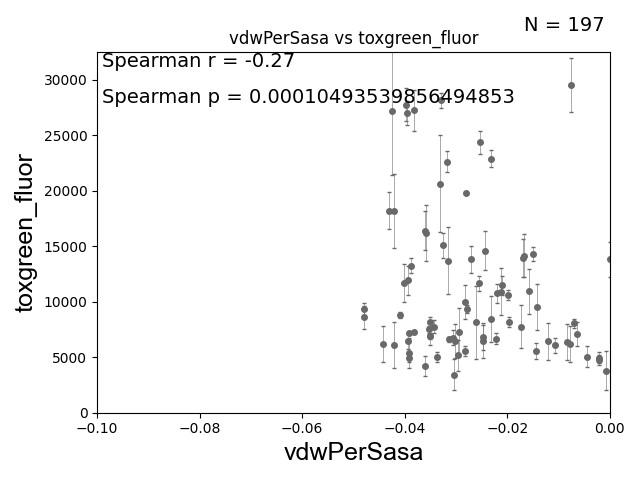 N = 197
vdwPerSasa vs toxgreen_fluor
Spearman r = -0.27
Spearman p = 0.00010493539856494853
30000
25000
20000
15000
10000
5000
0
toxgreen_fluor
−0.10 −0.08 −0.06 −0.04 −0.02 0.00
vdwPerSasa